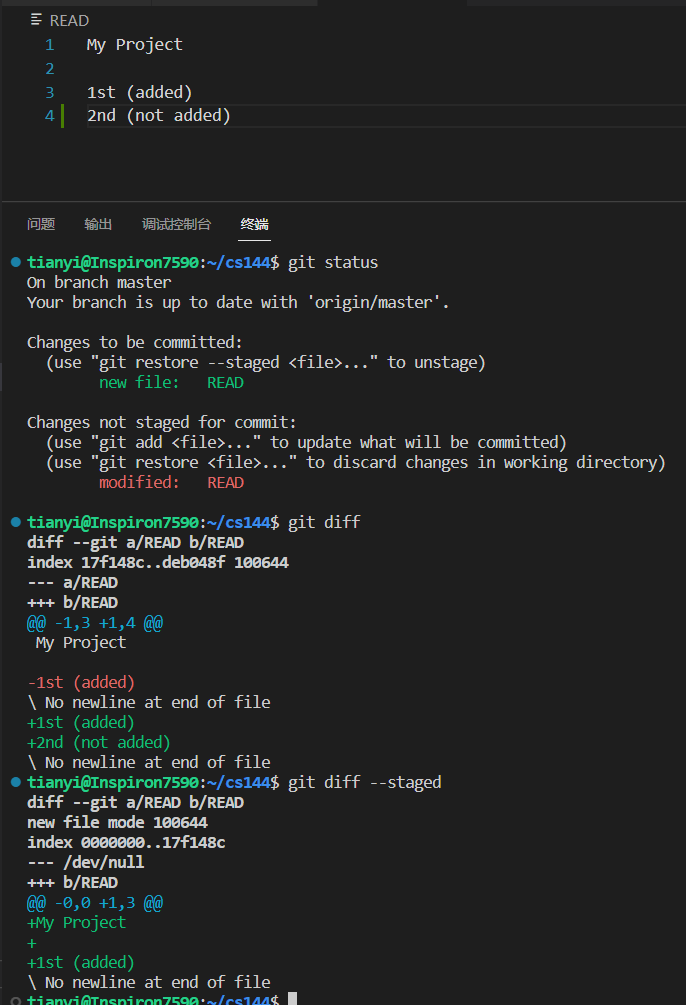 READ
1 My Project
2
3 1st (added)
4 2nd (not added)
问题 输出 调试控制台 终端
tianyi@Inspiron7590:~/cs144$ git status
On branch master
Your branch is up to date with 'origin/master'.
Changes to be committed:
  (use "git restore --staged <file>..." to unstage)
        new file:   READ
Changes not staged for commit:
  (use "git add <file>..." to update what will be committed)
  (use "git restore <file>..." to discard changes in working directory)
        modified:   READ
tianyi@Inspiron7590:~/cs144$ git diff
diff --git a/READ b/READ
index 17f148c..deb048f 100644
--- a/READ
+++ b/READ
@@ -1,3 +1,4 @@
 My Project
-1st (added)
\ No newline at end of file
+1st (added)
+2nd (not added)
\ No newline at end of file
tianyi@Inspiron7590:~/cs144$ git diff --staged
diff --git a/READ b/READ
new file mode 100644
index 0000000..17f148c
--- /dev/null
+++ b/READ
@@ -0,0 +1,3 @@
+My Project
+
+1st (added)
\ No newline at end of file
tianyi@Inspiron7590:~/cs144$